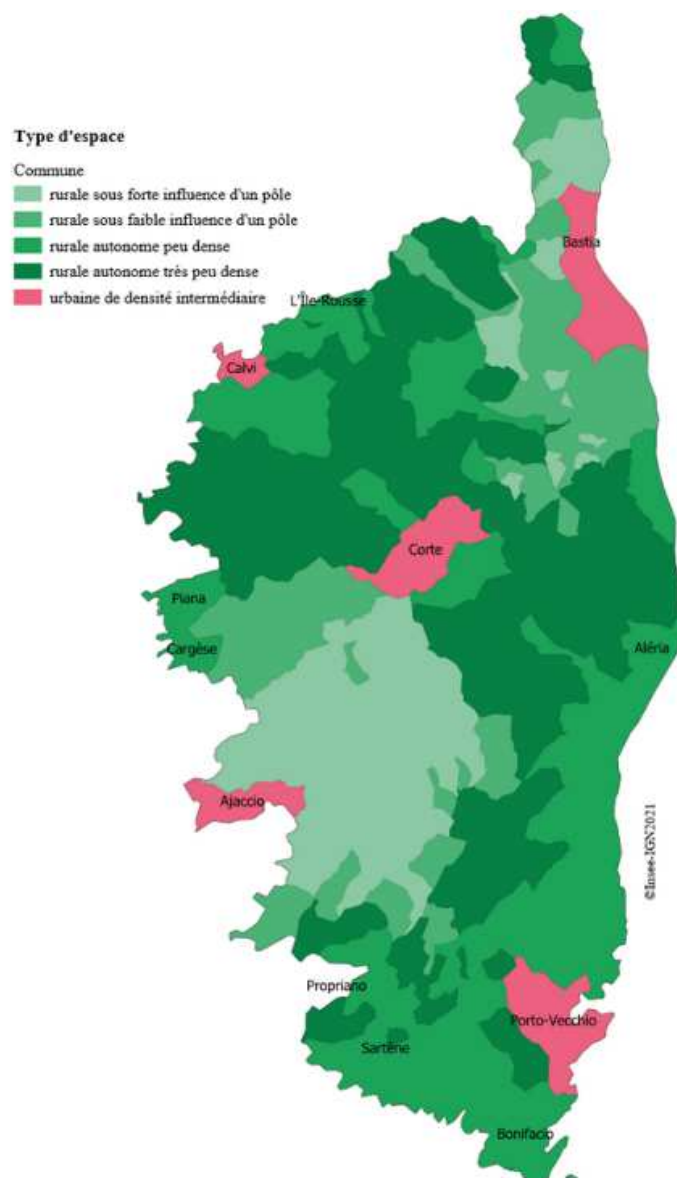 Type d'espace
Commune
rurale sous forte influence d'un pôle
rurale sous faible influence d'un pôle
rurale autonome peu dense
rurale autonome très peu dense
urbaine de densité intermédiaire
Bastia
L'Île-Rousse
Calvi
Corte
Piana
Cargèse
Aléria
Ajaccio
©Insee-IGN2021
Propriano
Porto-Vecchio
Sartène
Bonifacio